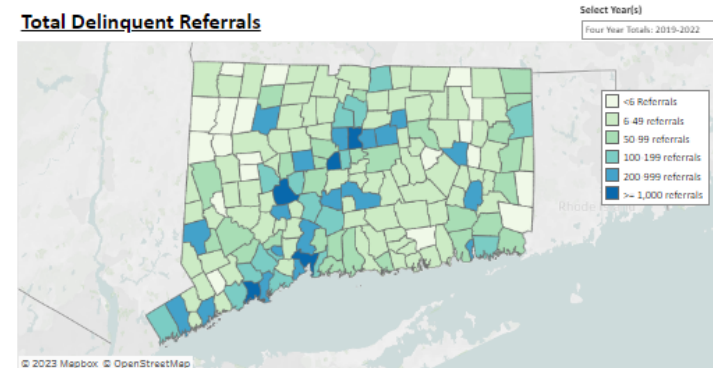 Total Delinquent Referrals
Select Year(s)
Four Year Totals: 2019-2022
<6 Referrals
6-49 referrals
50-99 referrals
100-199 referrals
200-999 referrals
>= 1,000 referrals
Rhode
© 2023 Mapbox © OpenStreetMap